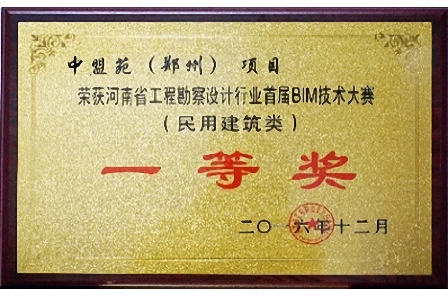 中盟苑（郑州）项目
荣获河南省工程勘察设计行业首届BIM技术大赛
（民用建筑类）
一等奖
二〇一六年十二月